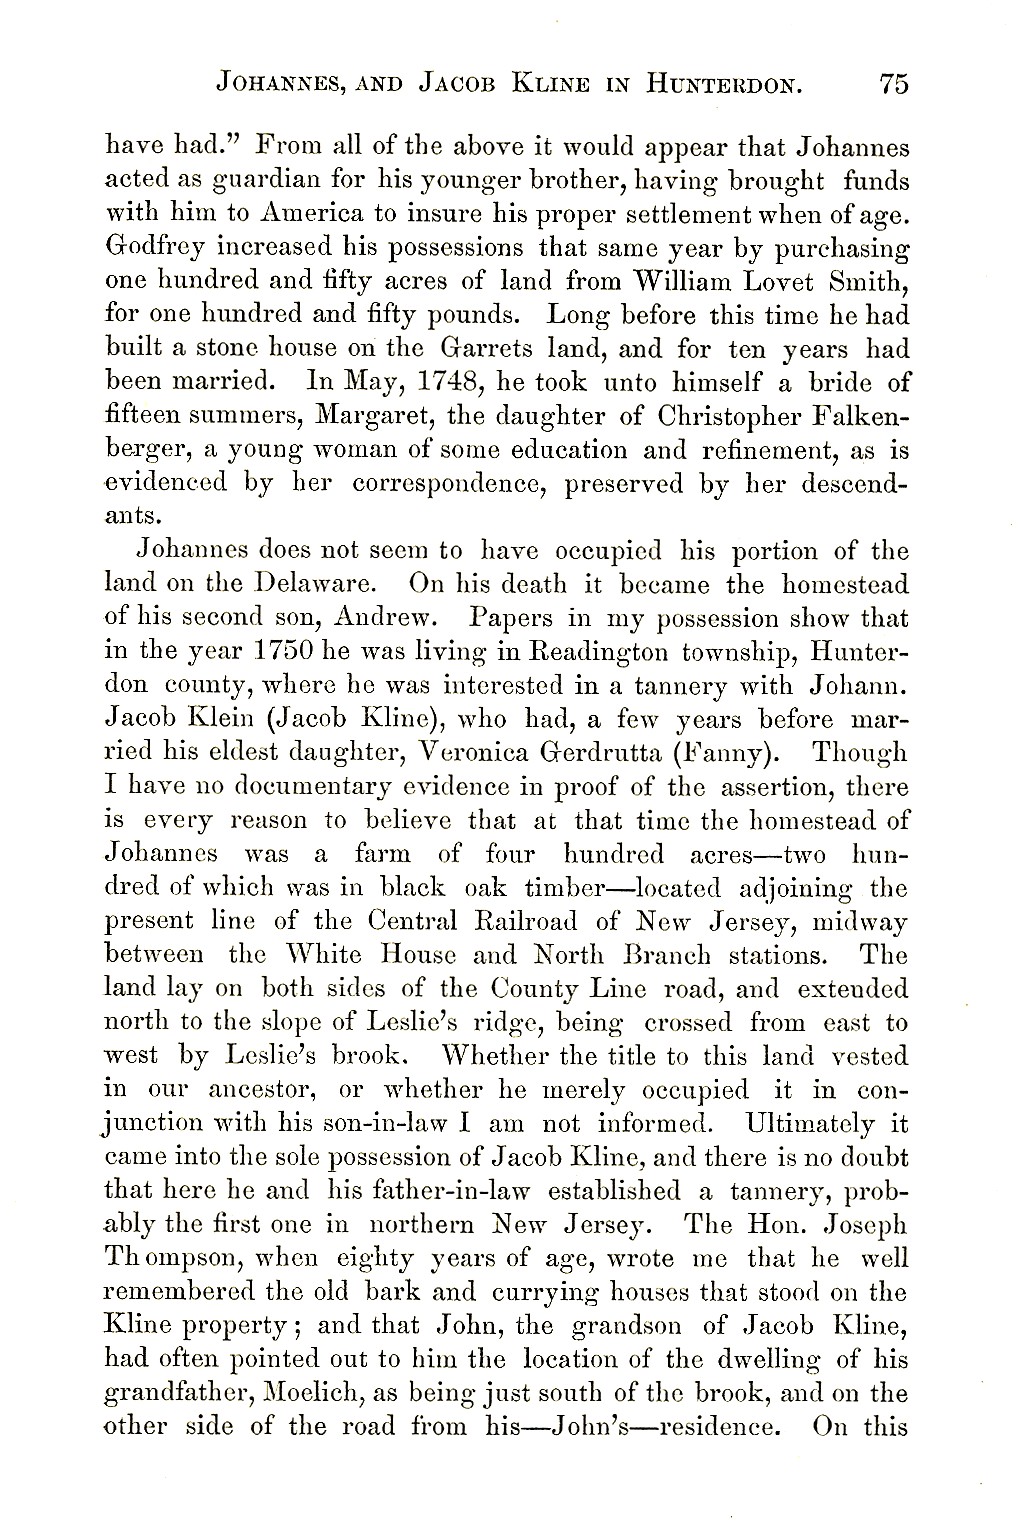 JOHANNES, AND JACOB KLINE IN HUNTERDON. 75
have had.” From all of the above it would appear that Johannes
acted as guardian for his younger brother, having brought funds
with him to America to insure his proper settlement when of age.
Godfrey increased his possessions that same year by purchasing
one hundred and fifty acres of land from William Lovet Smith,
for one hundred and fifty pounds. Long before this time he had
built a stone house on the Garrets land, and for ten years had
been married. In May, 1748, he took unto himself a bride of
fifteen summers, Margaret, the daughter of Christopher Falken-
berger, a young woman of some education and refinement, as is
evidenced by her correspondence, preserved by her descend-
ants.
Johannes does not seem to have occupied his portion of the
land on the Delaware. On his death it became the homestead
of his second son, Andrew. Papers in my possession show that
in the year 1750 he was living in Readington township, Hunter-
don county, where he was interested in a tannery with Johann.
Jacob Klein (Jacob Kline), who had, a few years before mar-
ried his eldest daughter, Veronica Gerdrutta (Fanny). Though
I have no documentary evidence in proof of the assertion, there
is every reason to believe that at that time the homestead of
Johannes was a farm of four hundred acres—two hun-
dred of which was in black oak timber—located adjoining the
present line of the Central Railroad of New Jersey, midway
between the White House and North Branch stations. The
land lay on both sides of the County Line road, and extended
north to the slope of Leslie’s ridge, being crossed from east to
west by Leslie’s brook. Whether the title to this land vested
in our ancestor, or whether he merely occupied it in con-
junction with his son-in-law I am not informed. Ultimately it
came into the sole possession of Jacob Kline, and there is no doubt
that here he and his father-in-law established a tannery, prob-
ably the first one in northern New Jersey. The Hon. Joseph
Thompson, when eighty years of age, wrote me that he well
remembered the old bark and currying houses that stood on the
Kline property; and that John, the grandson of Jacob Kline,
had often pointed out to him the location of the dwelling of his
grandfather, Moelich, as being just south of the brook, and on the
other side of the road from his—John’s—residence. On this